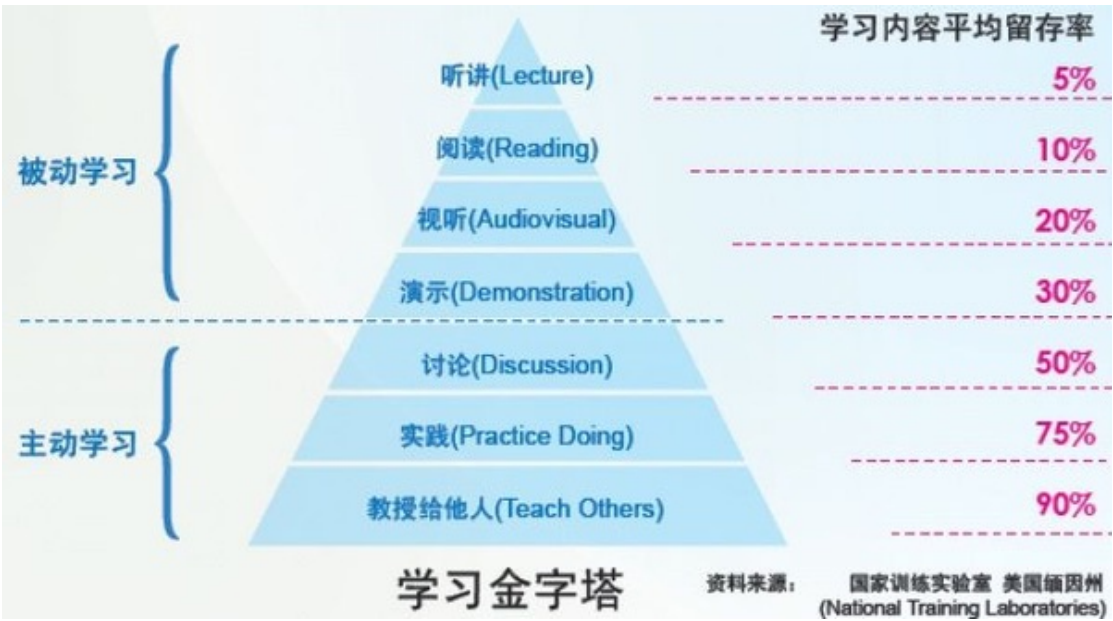 学习内容平均留存率
听讲(Lecture)
5%
阅读(Reading)
10%
被动学习
视听(Audiovisual)
20%
演示(Demonstration)
30%
讨论(Discussion)
50%
主动学习
实践(Practice Doing)
75%
教授给他人(Teach Others)
90%
学习金字塔
资料来源： 国家训练实验室 美国缅因州
(National Training Laboratories)